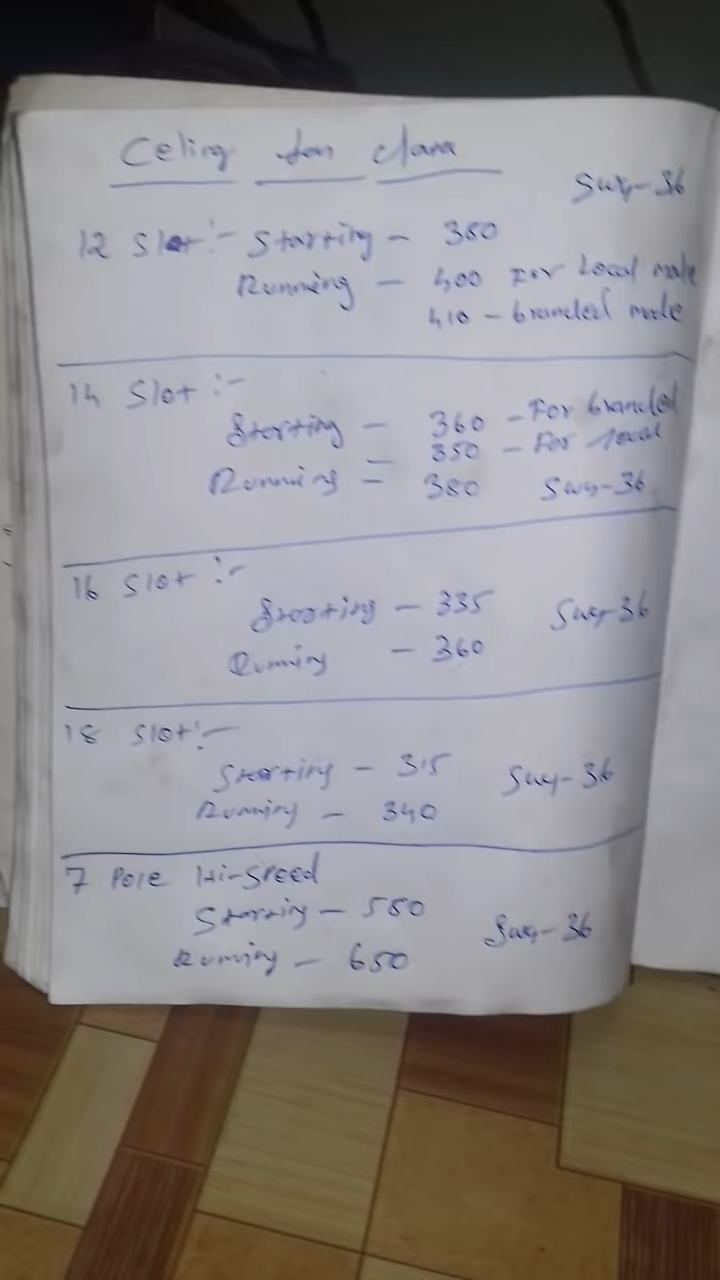 Celing fan data
Swg-36
12 Slot:- Starting - 380
Running - 400 For Local made
410 - branded made
14 Slot :-
Starting - 360 - For branded
350 - For local
Running = 380 Swg-36
16 Slot :-
Starting - 335 Swg-36
Running - 360
18 Slot:-
Starting - 315 Swg-36
Running - 340
7 Pole Hi-Speed
Starting - 580 Swg-36
Running - 650